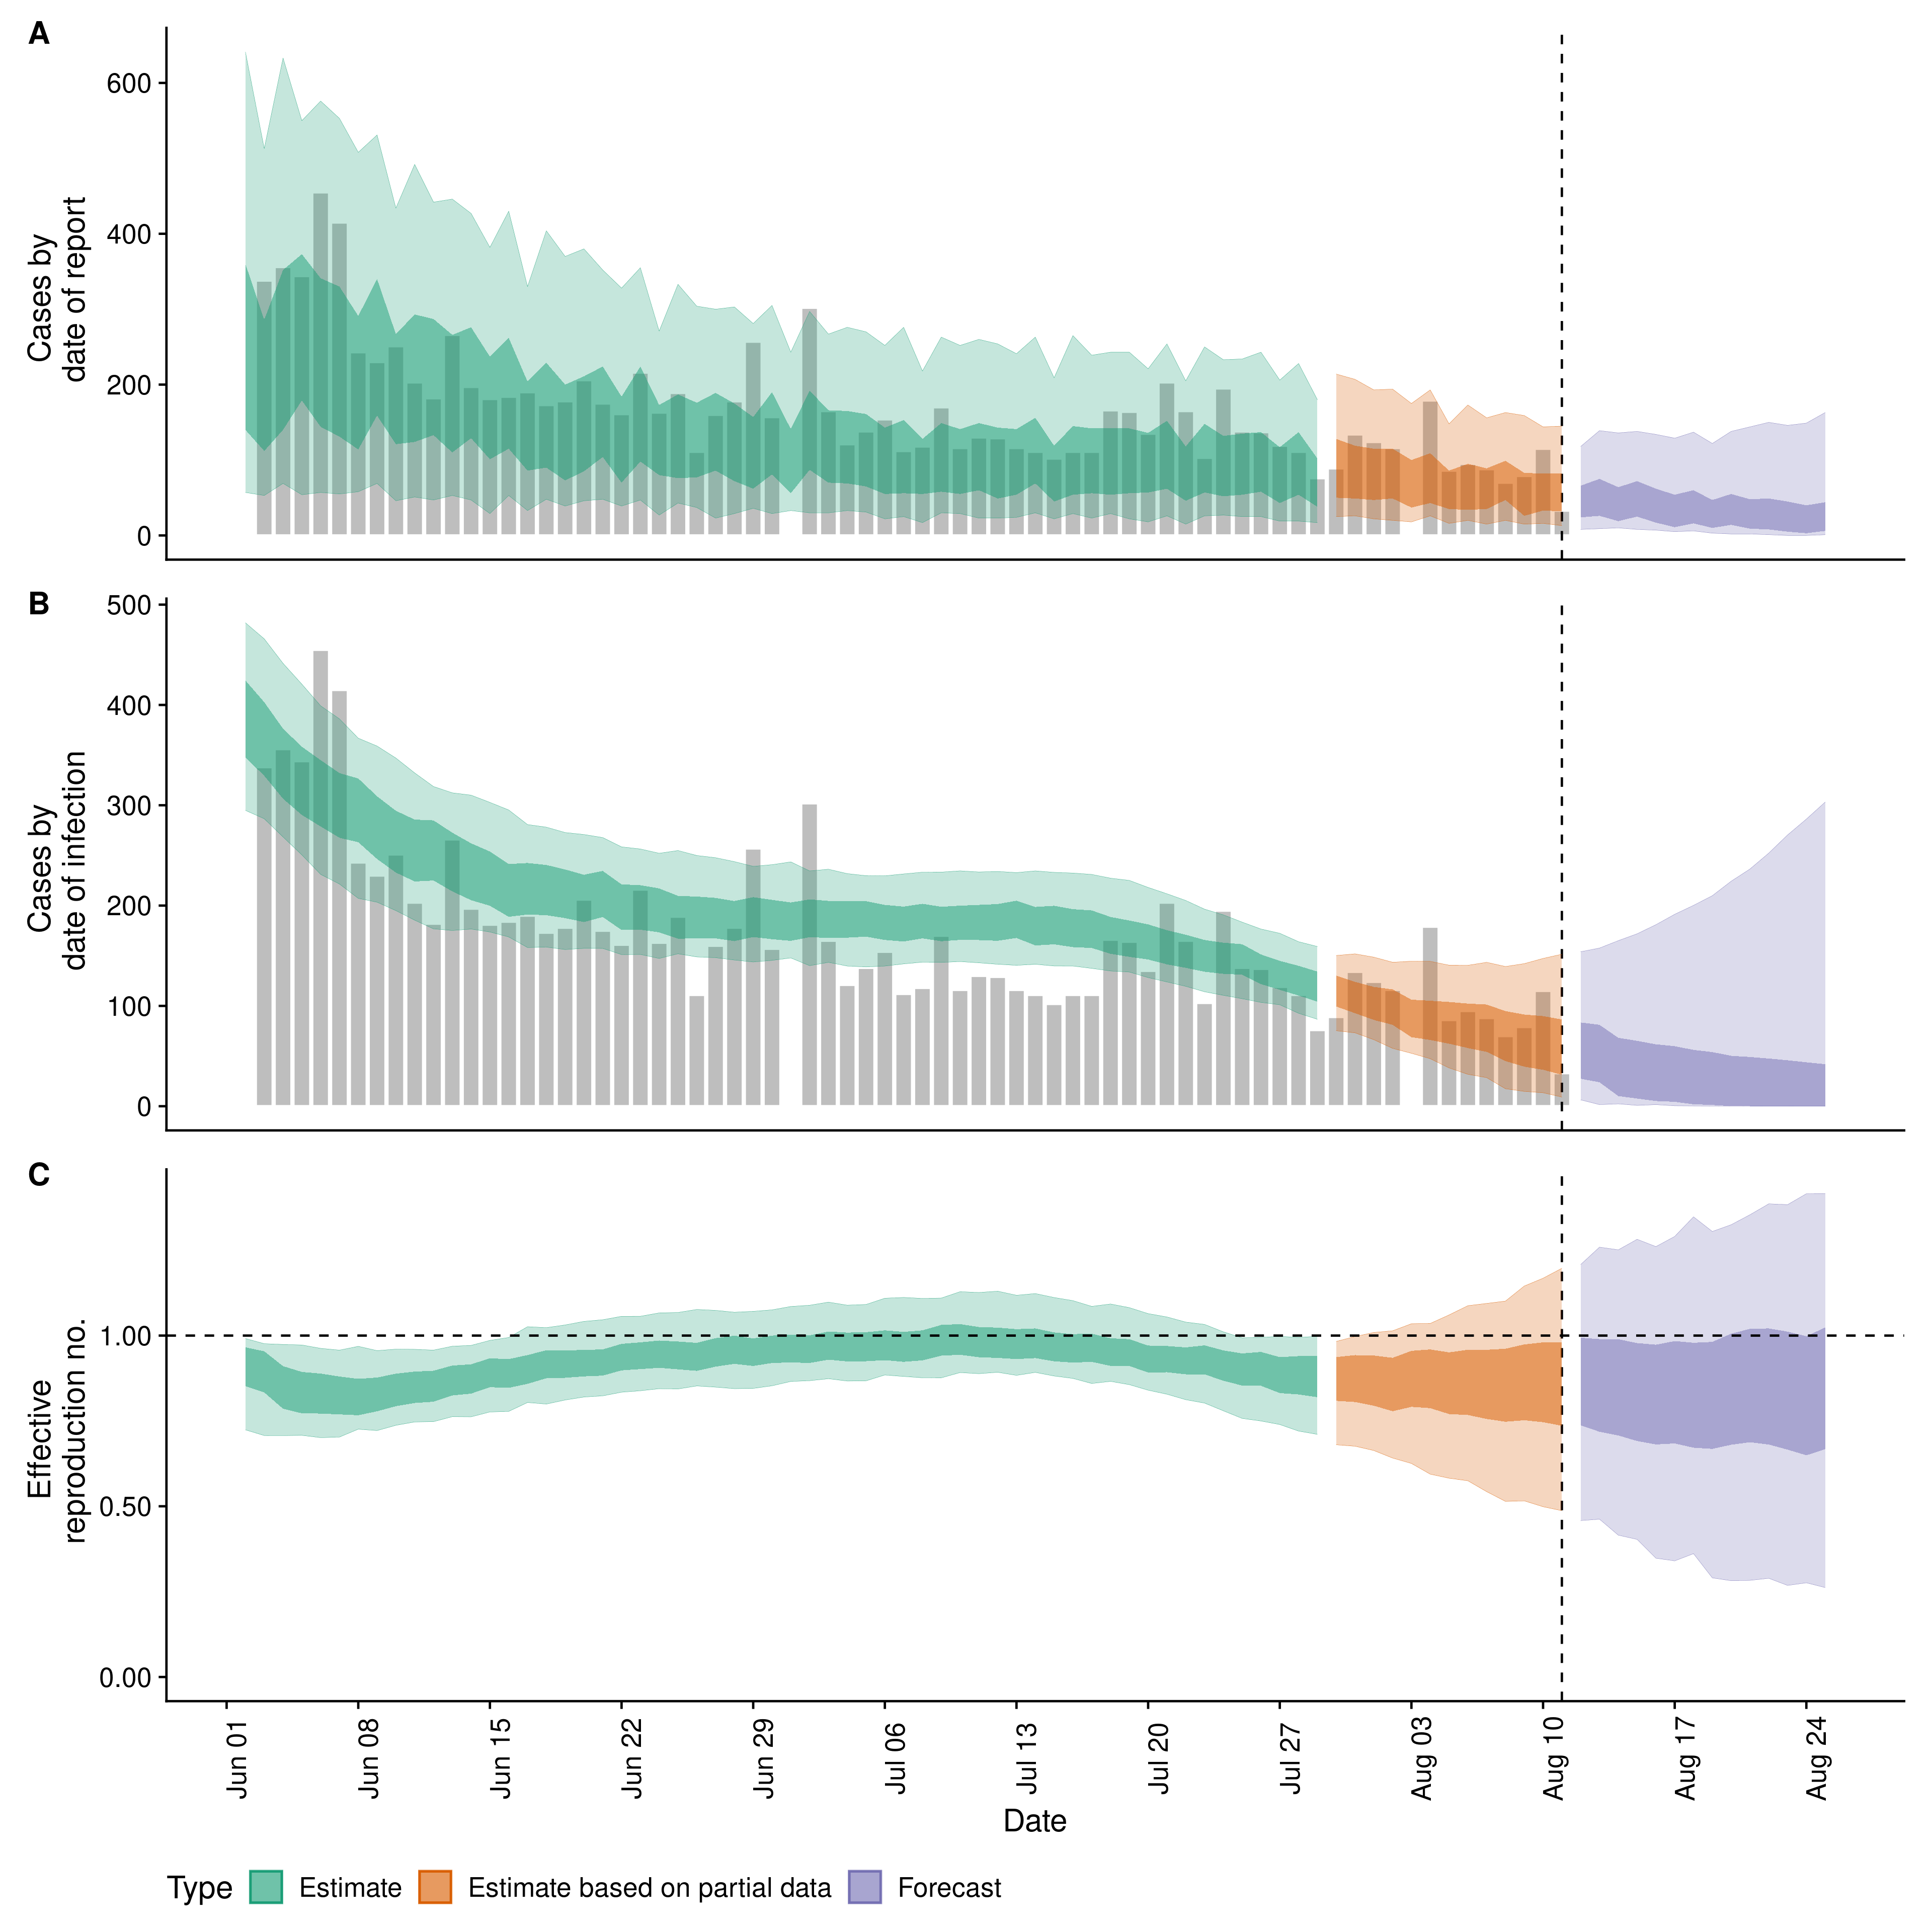 A
Cases by
date of report
600
400
200
0
B
Cases by
date of infection
500
400
300
200
100
0
C
Effective
reproduction no.
1.00
0.50
0.00
Jun 01
Jun 08
Jun 15
Jun 22
Jun 29
Jul 06
Jul 13
Jul 20
Jul 27
Aug 03
Aug 10
Aug 17
Aug 24
Date
Type Estimate Estimate based on partial data Forecast